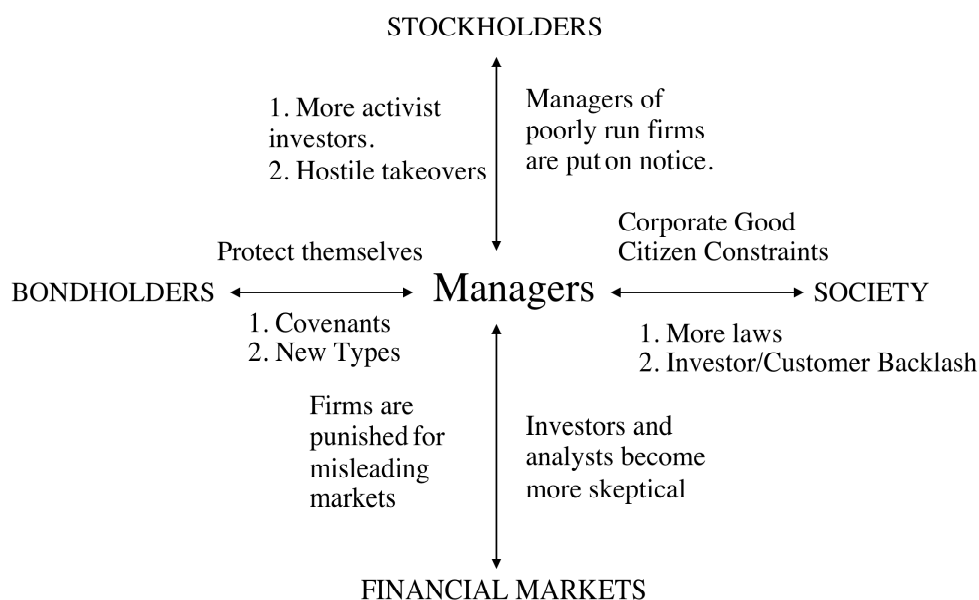 STOCKHOLDERS
1. More activist
investors.
2. Hostile takeovers
Managers of
poorly run firms
are put on notice.
Protect themselves
Corporate Good
Citizen Constraints
BONDHOLDERS
Managers
SOCIETY
1. Covenants
2. New Types
1. More laws
2. Investor/Customer Backlash
Firms are
punished for
misleading
markets
Investors and
analysts become
more skeptical
FINANCIAL MARKETS